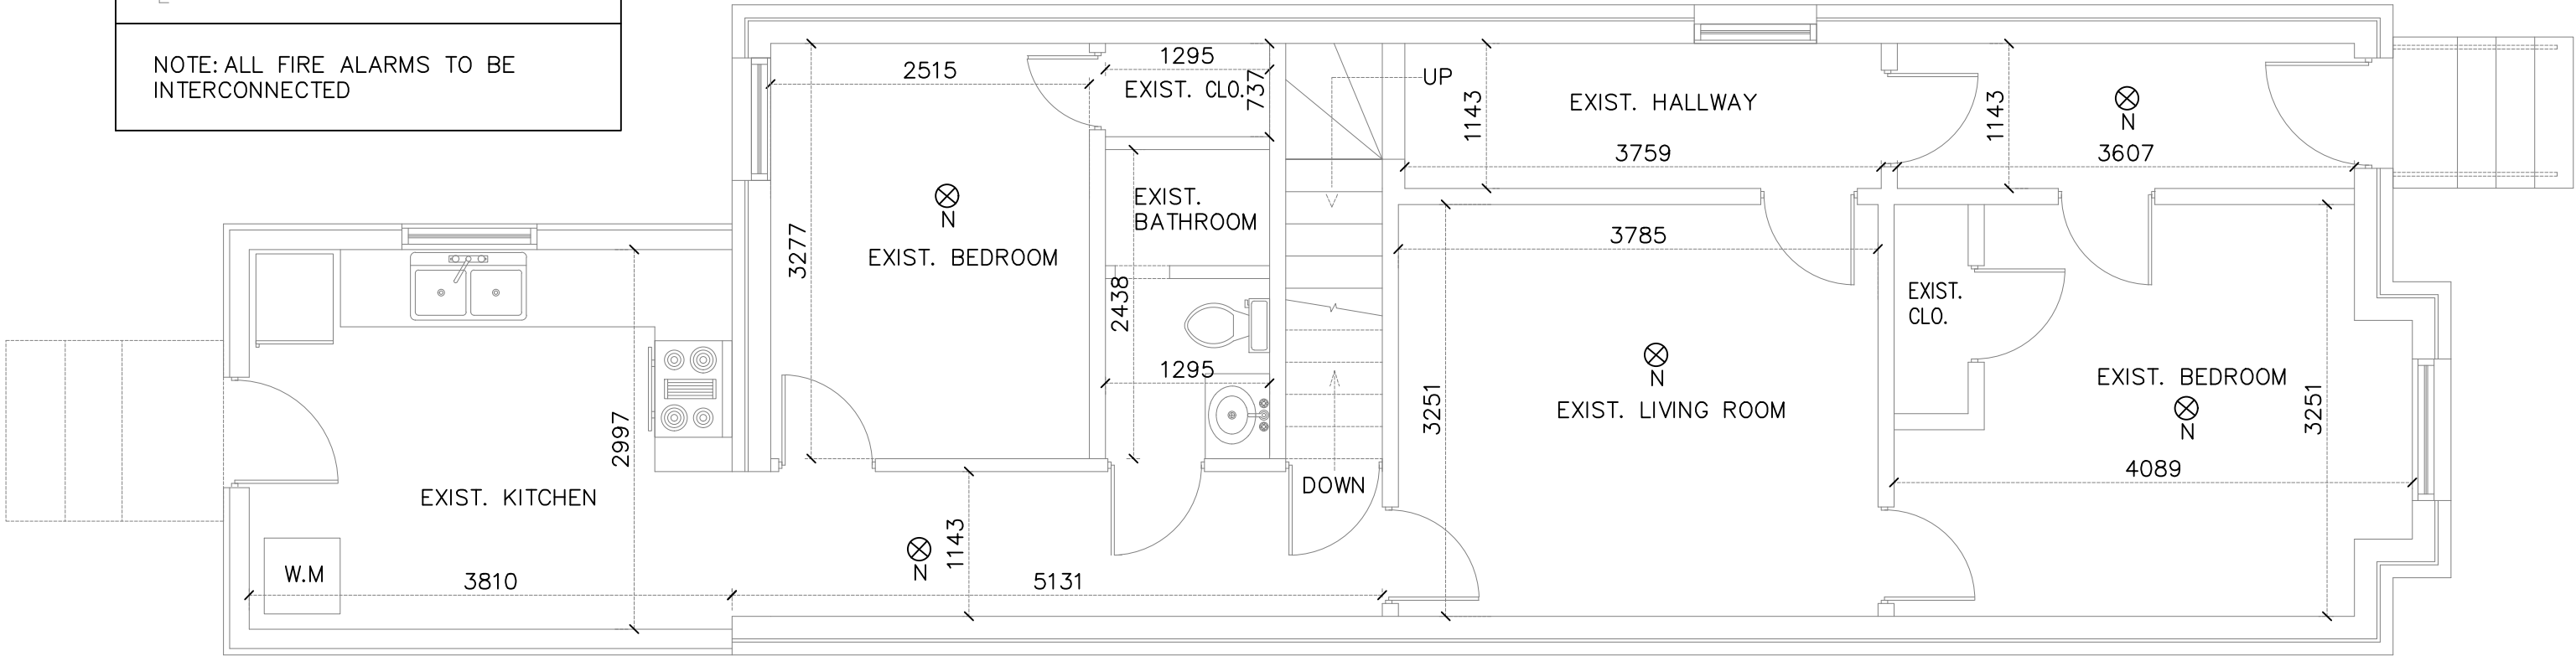 NOTE: ALL FIRE ALARMS TO BE
INTERCONNECTED
2515
1295
EXIST. CLO.
737
UP
1143
EXIST. HALLWAY
3759
1143
N
3607
EXIST.
BATHROOM
N
EXIST. BEDROOM
3277
2438
1295
3785
EXIST.
CLO.
N
EXIST. LIVING ROOM
3251
EXIST. BEDROOM
N
3251
4089
2997
EXIST. KITCHEN
DOWN
N
1143
W.M
3810
5131